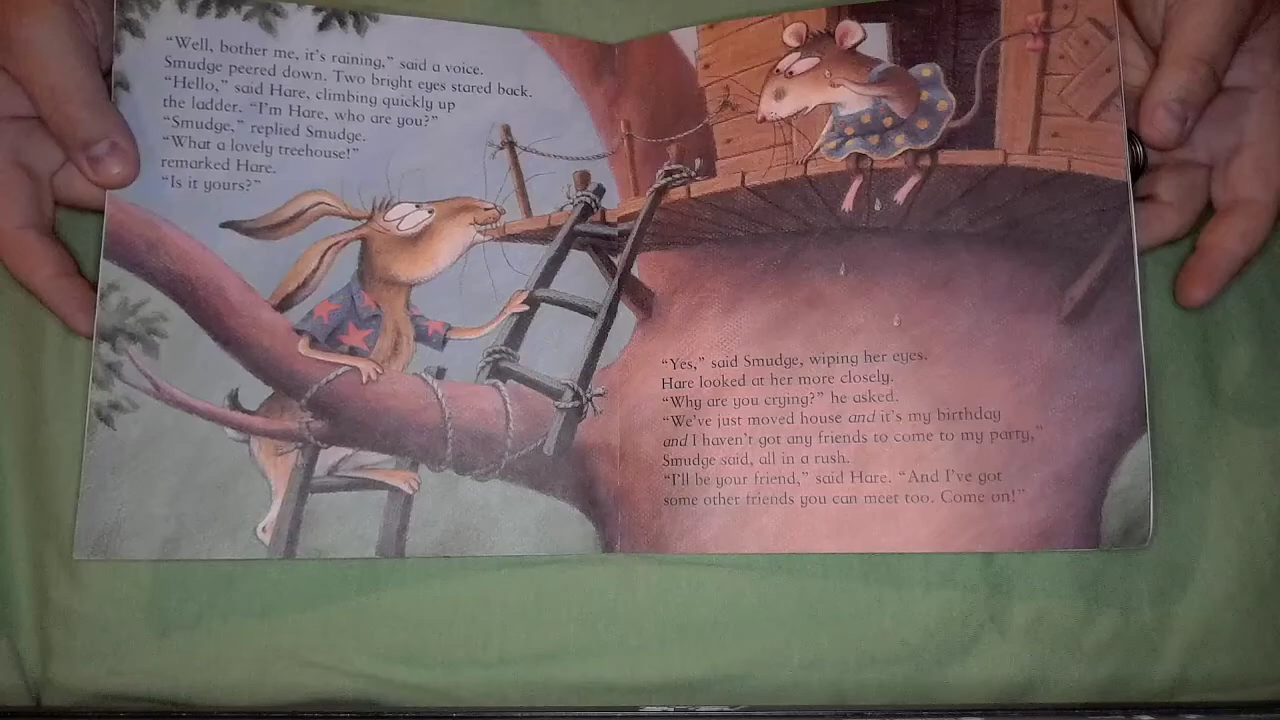 “Well, bother me, it’s raining,” said a voice.
Smudge peered down. Two bright eyes stared back.
“Hello,” said Hare, climbing quickly up
the ladder. “I’m Hare, who are you?”
“Smudge,” replied Smudge.
“What a lovely treehouse!”
remarked Hare.
“Is it yours?”
“Yes,” said Smudge, wiping her eyes.
Hare looked at her more closely.
“Why are you crying?” he asked.
“We’ve just moved house and it’s my birthday
and I haven’t got any friends to come to my party,”
Smudge said, all in a rush.
“I’ll be your friend,” said Hare. “And I’ve got
some other friends you can meet too. Come on!”